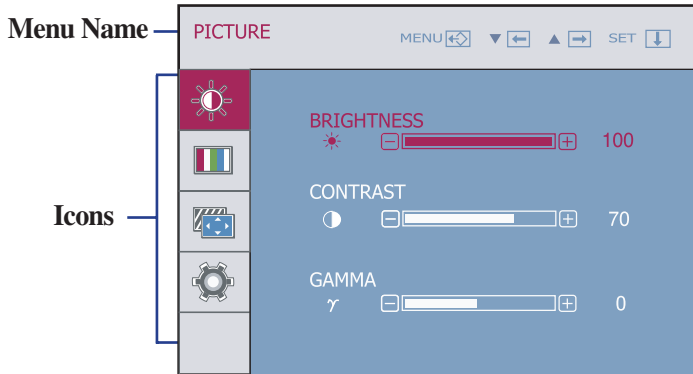 Menu Name
PICTURE
MENU ▼ ▲ SET
Icons
BRIGHTNESS
100
CONTRAST
70
GAMMA
γ 0